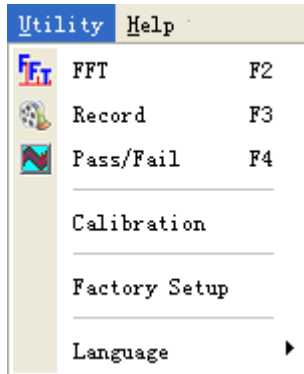 Utility Help
FFT F2
Record F3
Pass/Fail F4
Calibration
Factory Setup
Language